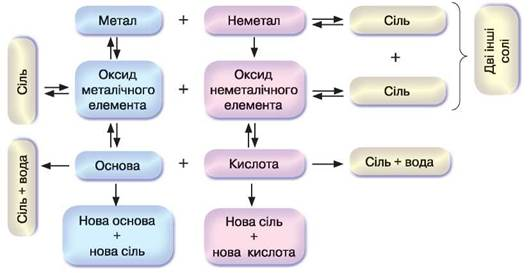 Метал + Неметал Сіль
+
Дві інші
солі
Сіль
Оксид
металічного
елемента
+
Оксид
неметалічного
елемента
Сіль
Сіль + вода
Основа + Кислота Сіль + вода
Нова основа
+
нова сіль
Нова сіль
+
нова кислота